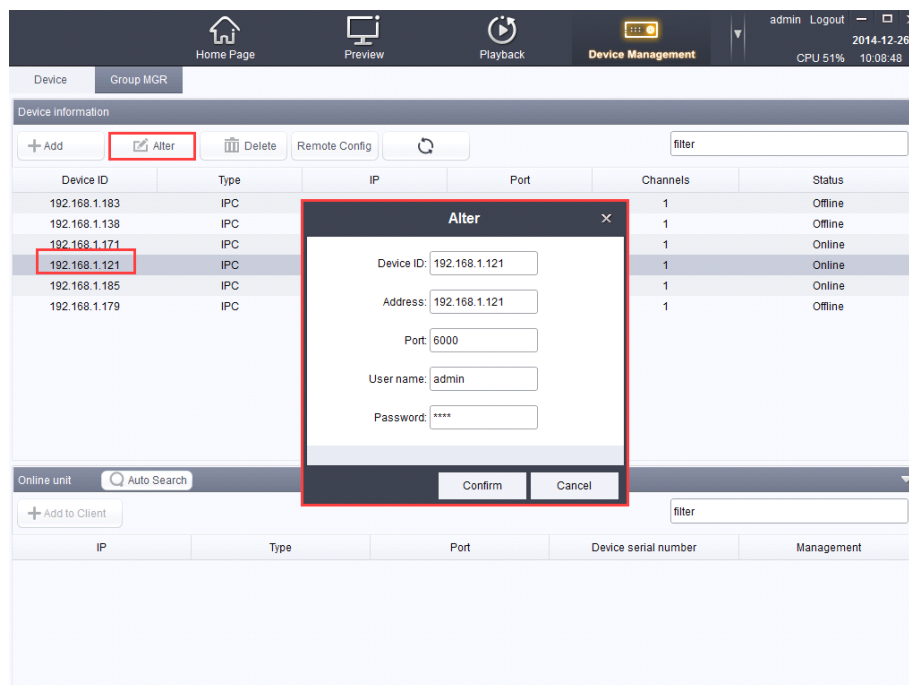 admin Logout
2014-12-26
Home Page Preview Playback Device Management
CPU 51% 10:08:48
Device Group MGR
Device information
Add Alter Delete Remote Config filter
Device ID Type IP Port Channels Status
192.168.1.183 IPC 1 Offline
192.168.1.138 IPC 1 Offline
192.168.1.171 IPC 1 Online
192.168.1.121 IPC 1 Online
192.168.1.185 IPC 1 Online
192.168.1.179 IPC 1 Offline
Alter
Device ID: 192.168.1.121
Address: 192.168.1.121
Port: 6000
User name: admin
Password: ****
Confirm Cancel
Online unit Auto Search
Add to Client filter
IP Type Port Device serial number Management